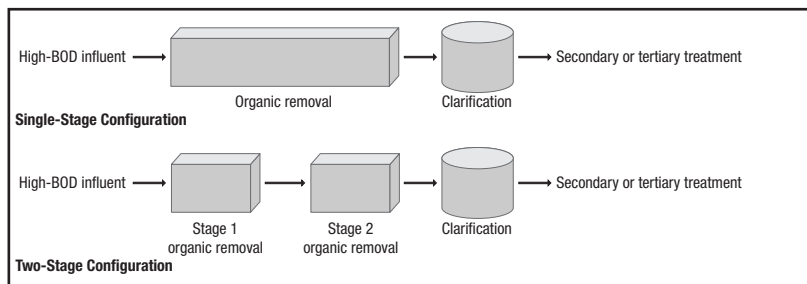 High-BOD influent
Secondary or tertiary treatment
Organic removal
Clarification
Single-Stage Configuration
High-BOD influent
Secondary or tertiary treatment
Stage 1
organic removal
Stage 2
organic removal
Clarification
Two-Stage Configuration